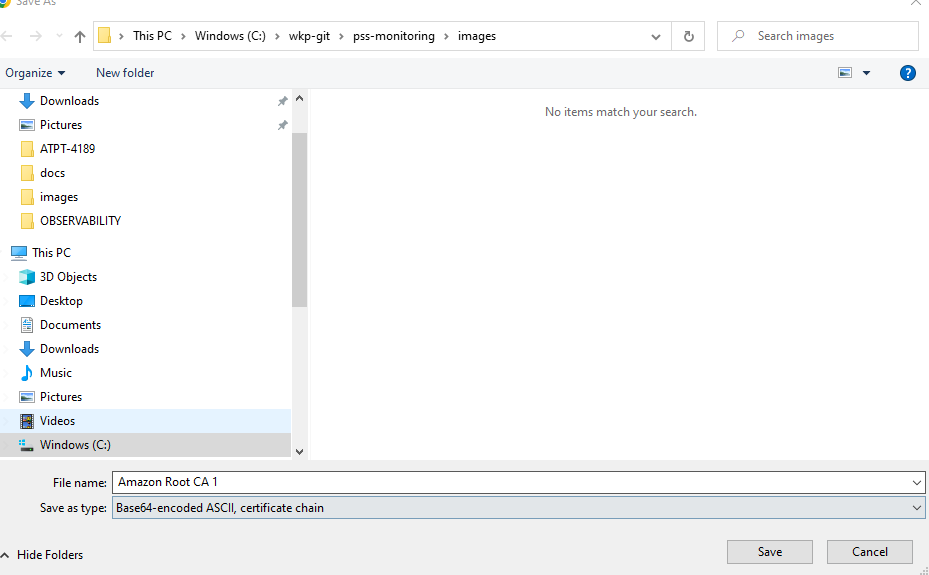 Save As
This PC
Windows (C:)
wkp-git
pss-monitoring
images
Search images
Organize
New folder
?
Downloads
Pictures
ATPT-4189
docs
images
OBSERVABILITY
This PC
3D Objects
Desktop
Documents
Downloads
Music
Pictures
Videos
Windows (C:)
No items match your search.
File name: Amazon Root CA 1
Save as type: Base64-encoded ASCII, certificate chain
Hide Folders
Save
Cancel